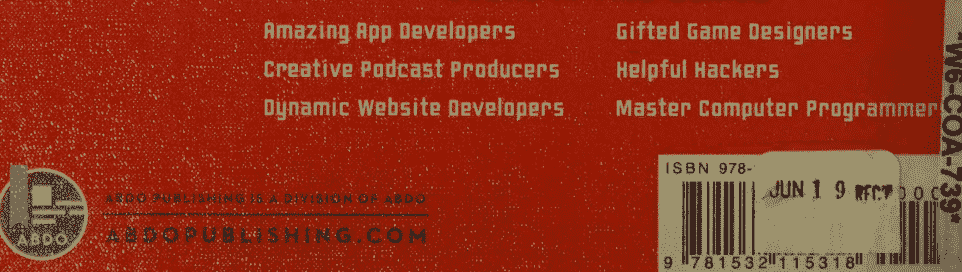 Amazing App Developers
Creative Podcast Producers
Dynamic Website Developers
Gifted Game Designers
Helpful Hackers
Master Computer Programmer
ABDO
ABDO PUBLISHING IS A DIVISION OF ABDO
ABDOPUBLISHING.COM
ISBN 978-
JUN 1 9 RECT
9 781532 115318
"W6-COA-739*